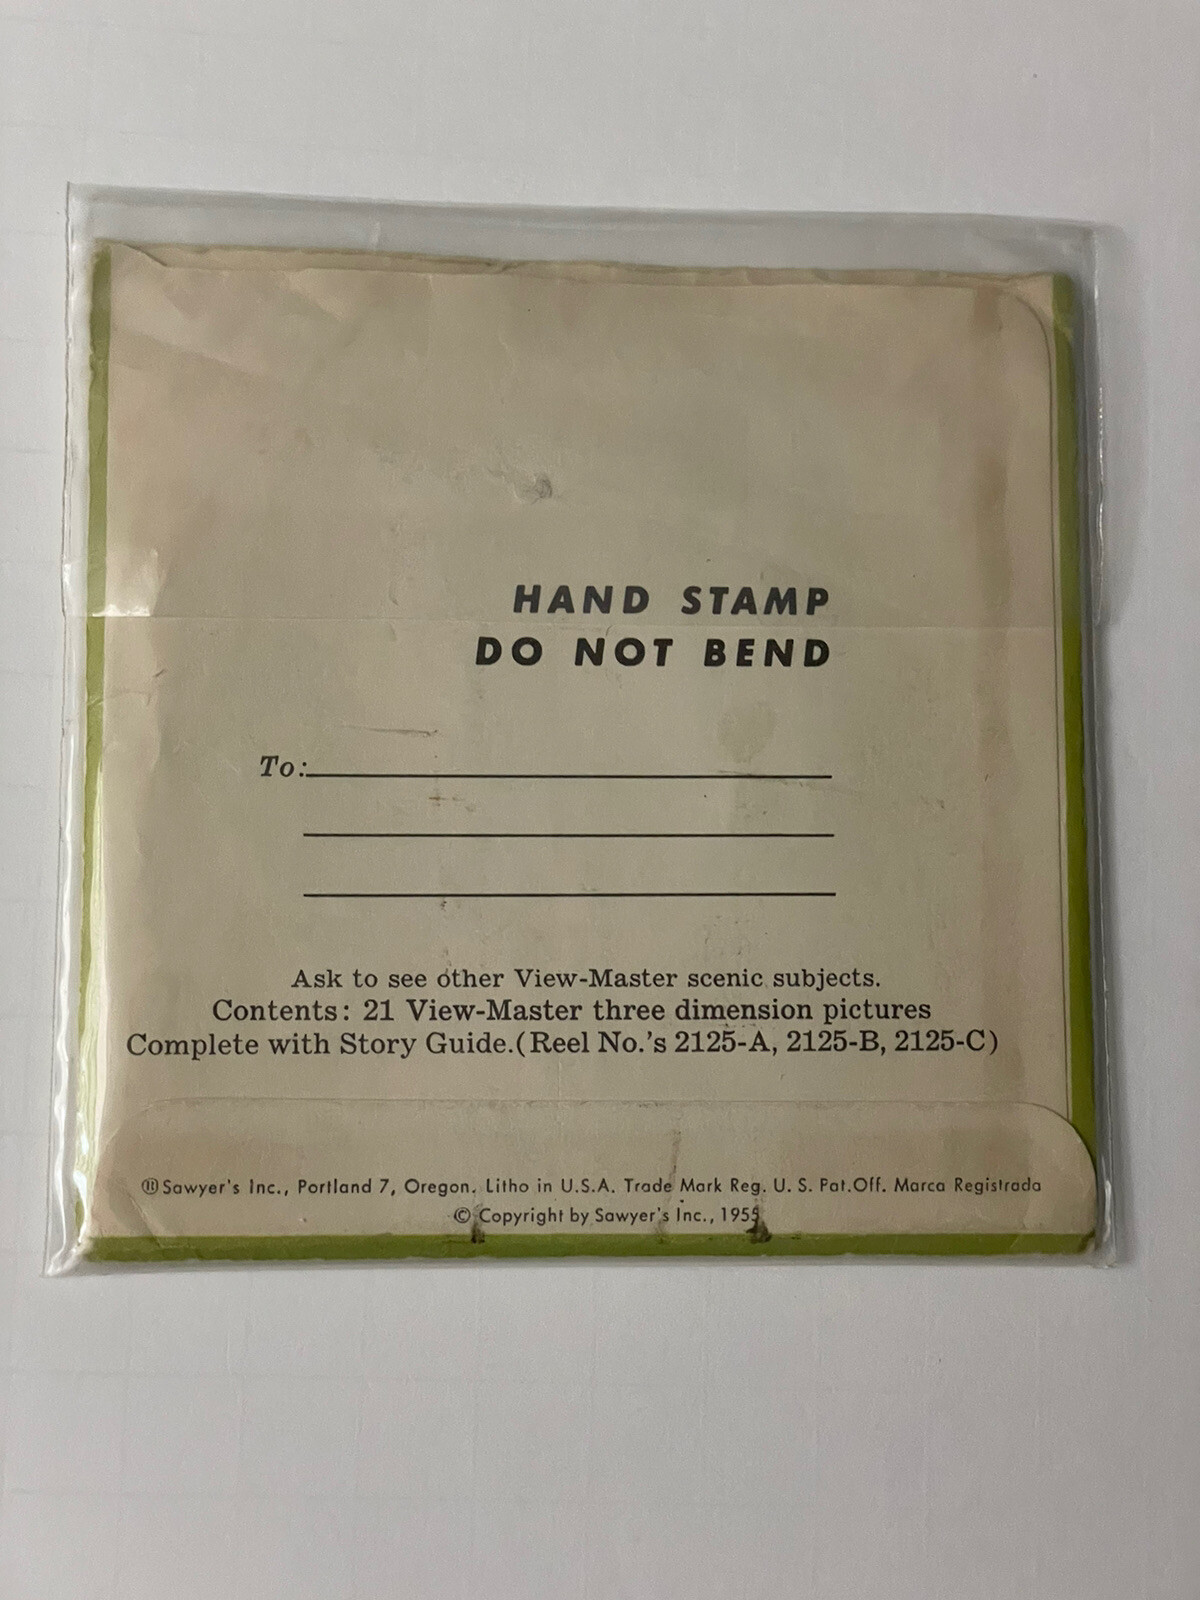 HAND STAMP
DO NOT BEND
To:
Ask to see other View-Master scenic subjects.
Contents: 21 View-Master three dimension pictures
Complete with Story Guide.(Reel No.'s 2125-A, 2125-B, 2125-C)
®Sawyer's Inc., Portland 7, Oregon. Litho in U.S.A. Trade Mark Reg. U. S. Pat.Off. Marca Registrada
© Copyright by Sawyer's Inc., 1955